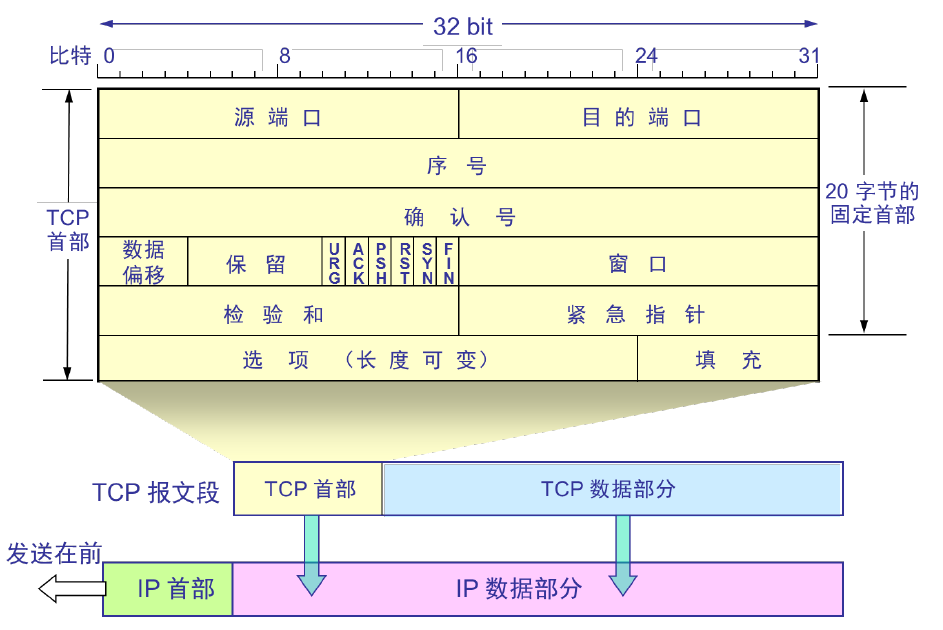 32 bit
比特 0 8 16 24 31
源端口 目的端口
序号
确认号
TCP
首部
20 字节的
固定首部
数据
偏移
保留
URG
ACK
PSH
RST
SYN
FIN
窗口
检验和 紧急指针
选项（长度可变） 填充
TCP 报文段 TCP 首部 TCP 数据部分
发送在前
IP 首部 IP 数据部分